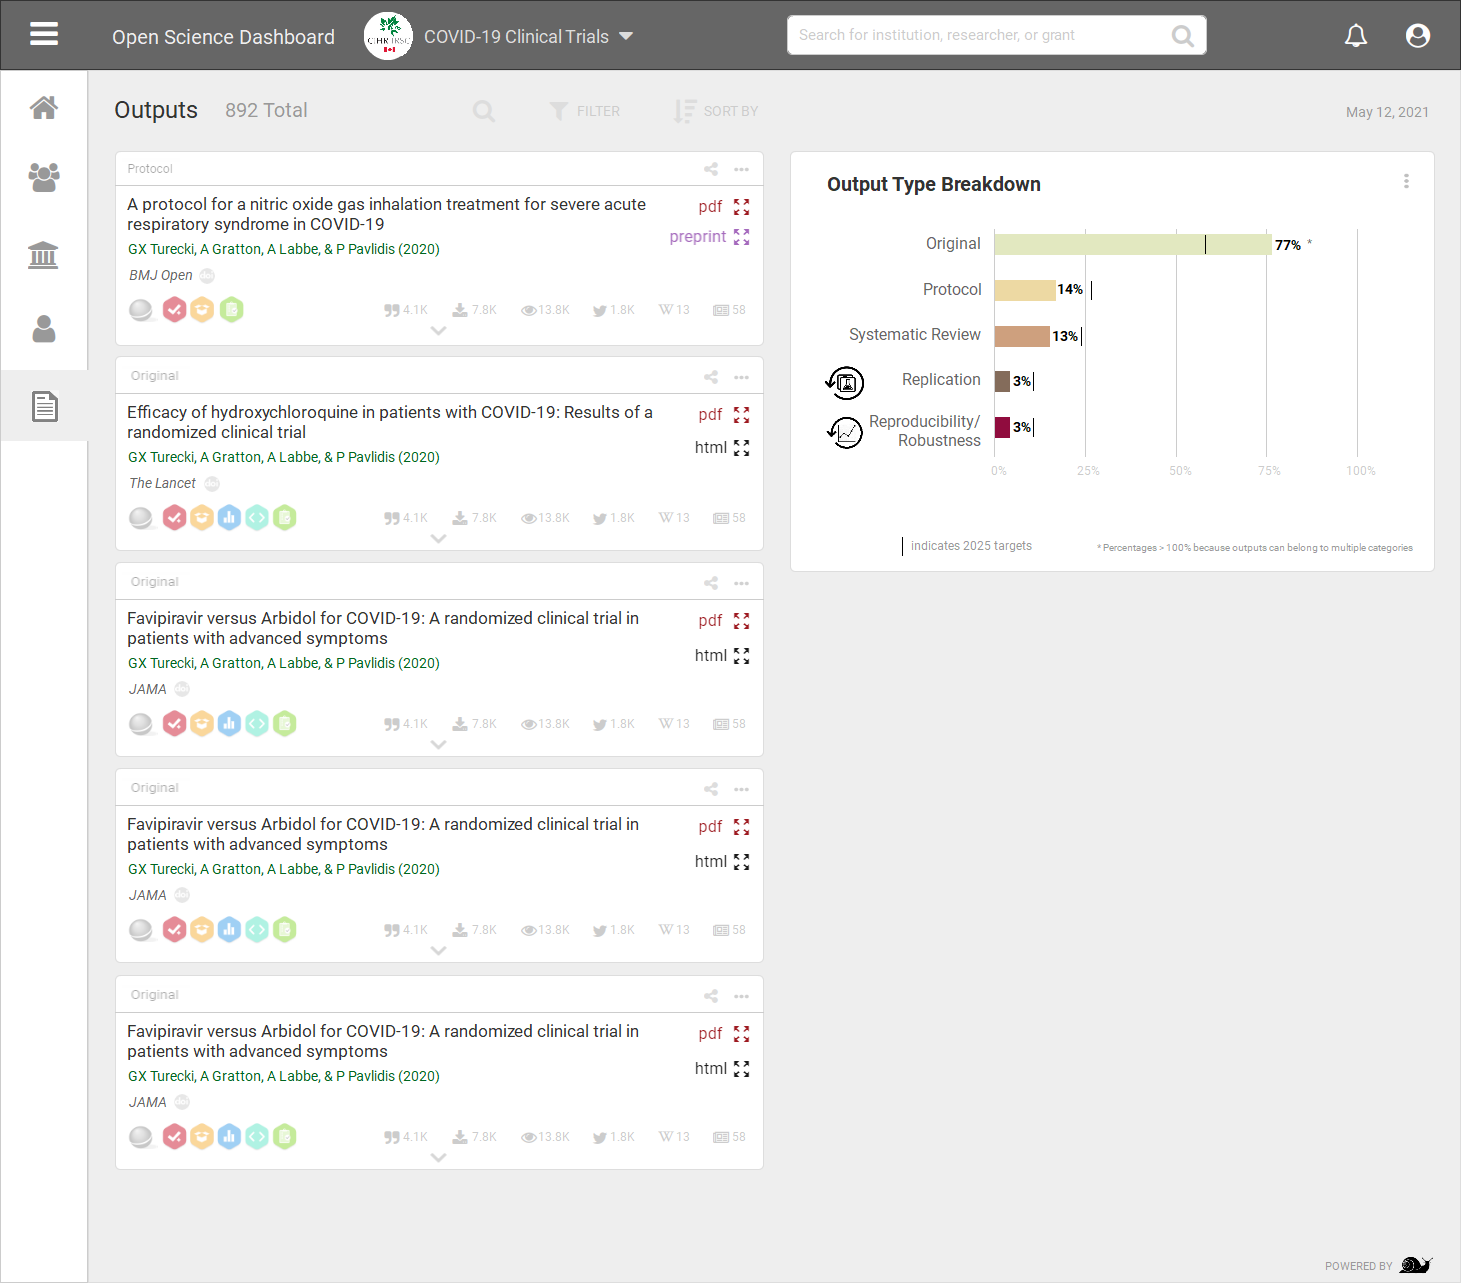 Open Science Dashboard
CIHR IRSC
COVID-19 Clinical Trials
Search for institution, researcher, or grant
Outputs
892 Total
FILTER
SORT BY
May 12, 2021
Protocol
A protocol for a nitric oxide gas inhalation treatment for severe acute
respiratory syndrome in COVID-19
GX Turecki, A Gratton, A Labbe, & P Pavlidis (2020)
BMJ Open doi
pdf
preprint
4.1K 7.8K 13.8K 1.8K W 13 58
Original
Efficacy of hydroxychloroquine in patients with COVID-19: Results of a
randomized clinical trial
GX Turecki, A Gratton, A Labbe, & P Pavlidis (2020)
The Lancet doi
pdf
html
4.1K 7.8K 13.8K 1.8K W 13 58
Original
Favipiravir versus Arbidol for COVID-19: A randomized clinical trial in
patients with advanced symptoms
GX Turecki, A Gratton, A Labbe, & P Pavlidis (2020)
JAMA doi
pdf
html
4.1K 7.8K 13.8K 1.8K W 13 58
Original
Favipiravir versus Arbidol for COVID-19: A randomized clinical trial in
patients with advanced symptoms
GX Turecki, A Gratton, A Labbe, & P Pavlidis (2020)
JAMA doi
pdf
html
4.1K 7.8K 13.8K 1.8K W 13 58
Original
Favipiravir versus Arbidol for COVID-19: A randomized clinical trial in
patients with advanced symptoms
GX Turecki, A Gratton, A Labbe, & P Pavlidis (2020)
JAMA doi
pdf
html
4.1K 7.8K 13.8K 1.8K W 13 58
Output Type Breakdown
Original 77% *
Protocol 14%
Systematic Review 13%
Replication 3%
Reproducibility/
Robustness 3%
0% 25% 50% 75% 100%
indicates 2025 targets
* Percentages > 100% because outputs can belong to multiple categories
POWERED BY